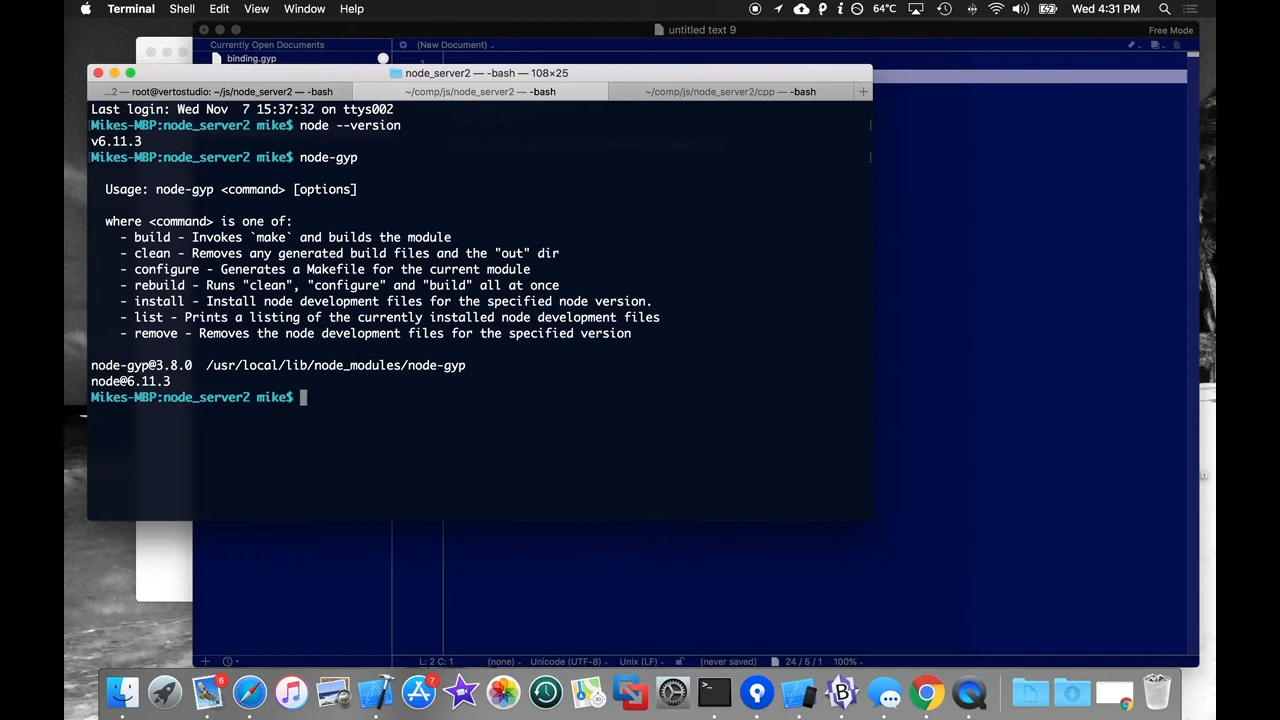 Terminal Shell Edit View Window Help
64°C Wed 4:31 PM
untitled text 9
Free Mode
Currently Open Documents
(New Document)
binding.gyp
node_server2 — -bash — 108×25
...2 — root@vertostudio: ~/js/node_server2 — -bash
~/comp/js/node_server2 — -bash
~/comp/js/node_server2/cpp — -bash
Last login: Wed Nov  7 15:37:32 on ttys002
Mikes-MBP:node_server2 mike$ node --version
v6.11.3
Mikes-MBP:node_server2 mike$ node-gyp
Usage: node-gyp <command> [options]
where <command> is one of:
- build - Invokes `make` and builds the module
- clean - Removes any generated build files and the "out" dir
- configure - Generates a Makefile for the current module
- rebuild - Runs "clean", "configure" and "build" all at once
- install - Install node development files for the specified node version.
- list - Prints a listing of the currently installed node development files
- remove - Removes the node development files for the specified version
node-gyp@3.8.0  /usr/local/lib/node_modules/node-gyp
node@6.11.3
Mikes-MBP:node_server2 mike$
L: 2 C: 1 (none) Unicode (UTF-8) Unix (LF) (never saved) 24 / 5 / 1 100%
6
7